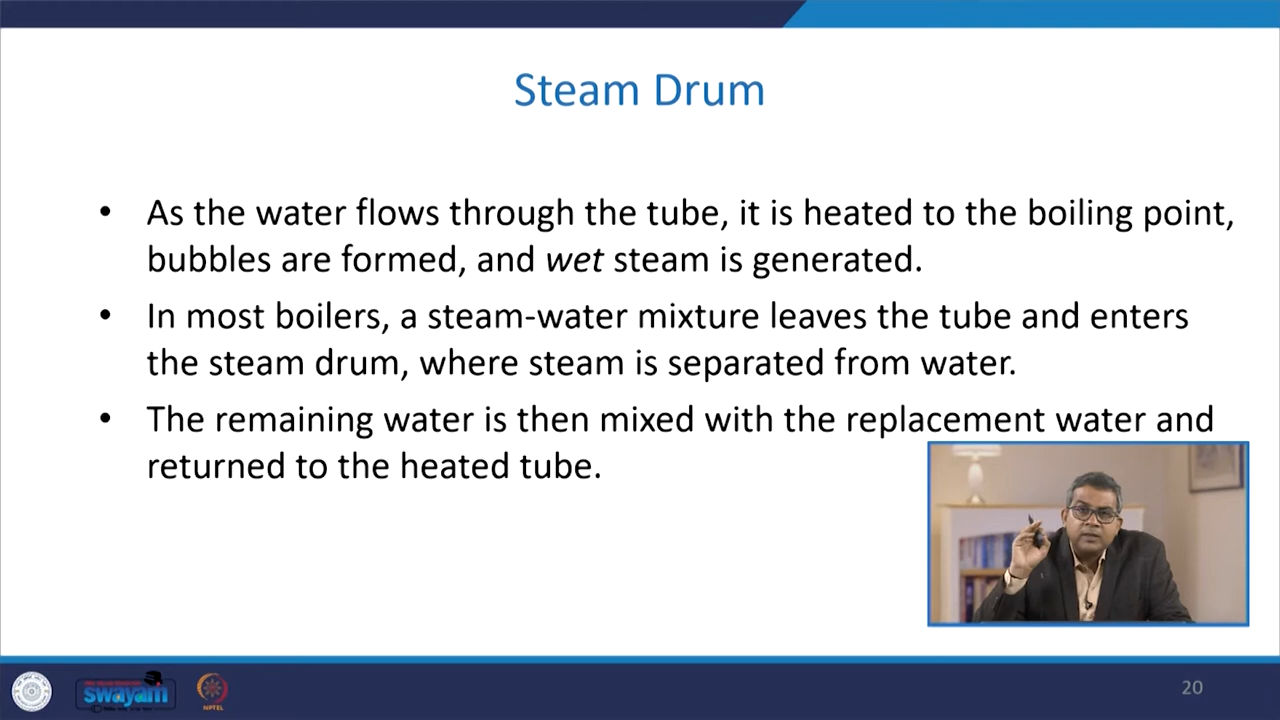 Steam Drum
• As the water flows through the tube, it is heated to the boiling point,
bubbles are formed, and wet steam is generated.
• In most boilers, a steam-water mixture leaves the tube and enters
the steam drum, where steam is separated from water.
• The remaining water is then mixed with the replacement water and
returned to the heated tube.
swayam
NPTEL
20